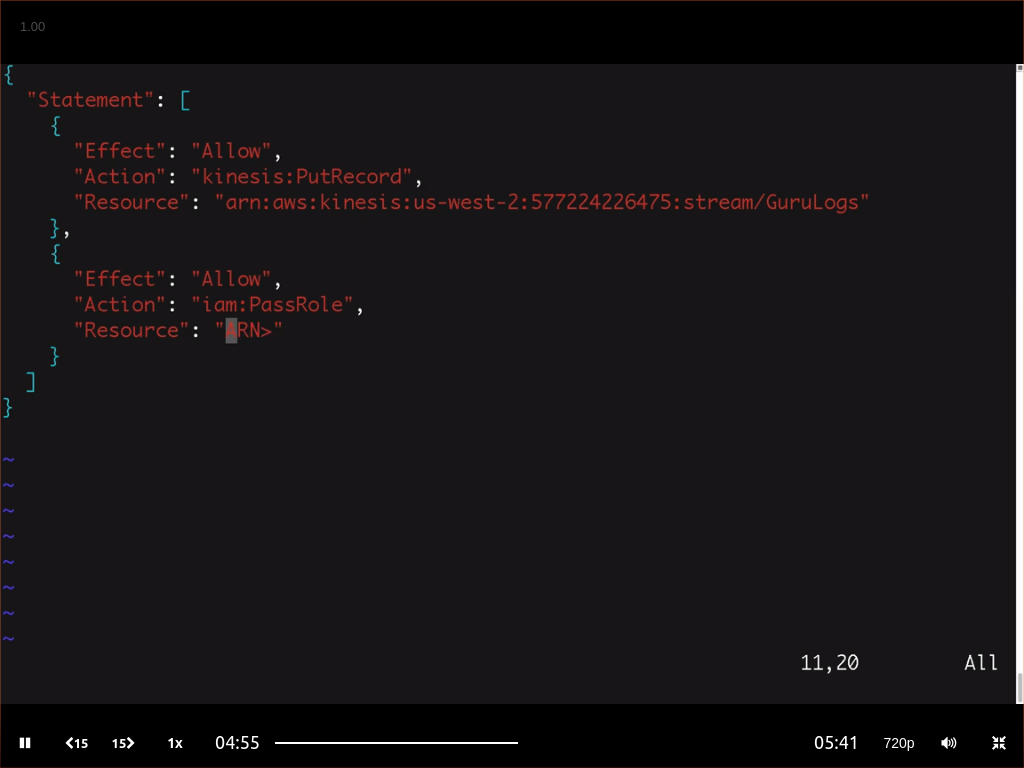 1.00
{
"Statement": [
{
"Effect": "Allow",
"Action": "kinesis:PutRecord",
"Resource": "arn:aws:kinesis:us-west-2:577224226475:stream/GuruLogs"
},
{
"Effect": "Allow",
"Action": "iam:PassRole",
"Resource": "ARN>"
}
]
}
~
~
~
~
~
~
~
~
11,20 All
15 15 1x 04:55 05:41 720p